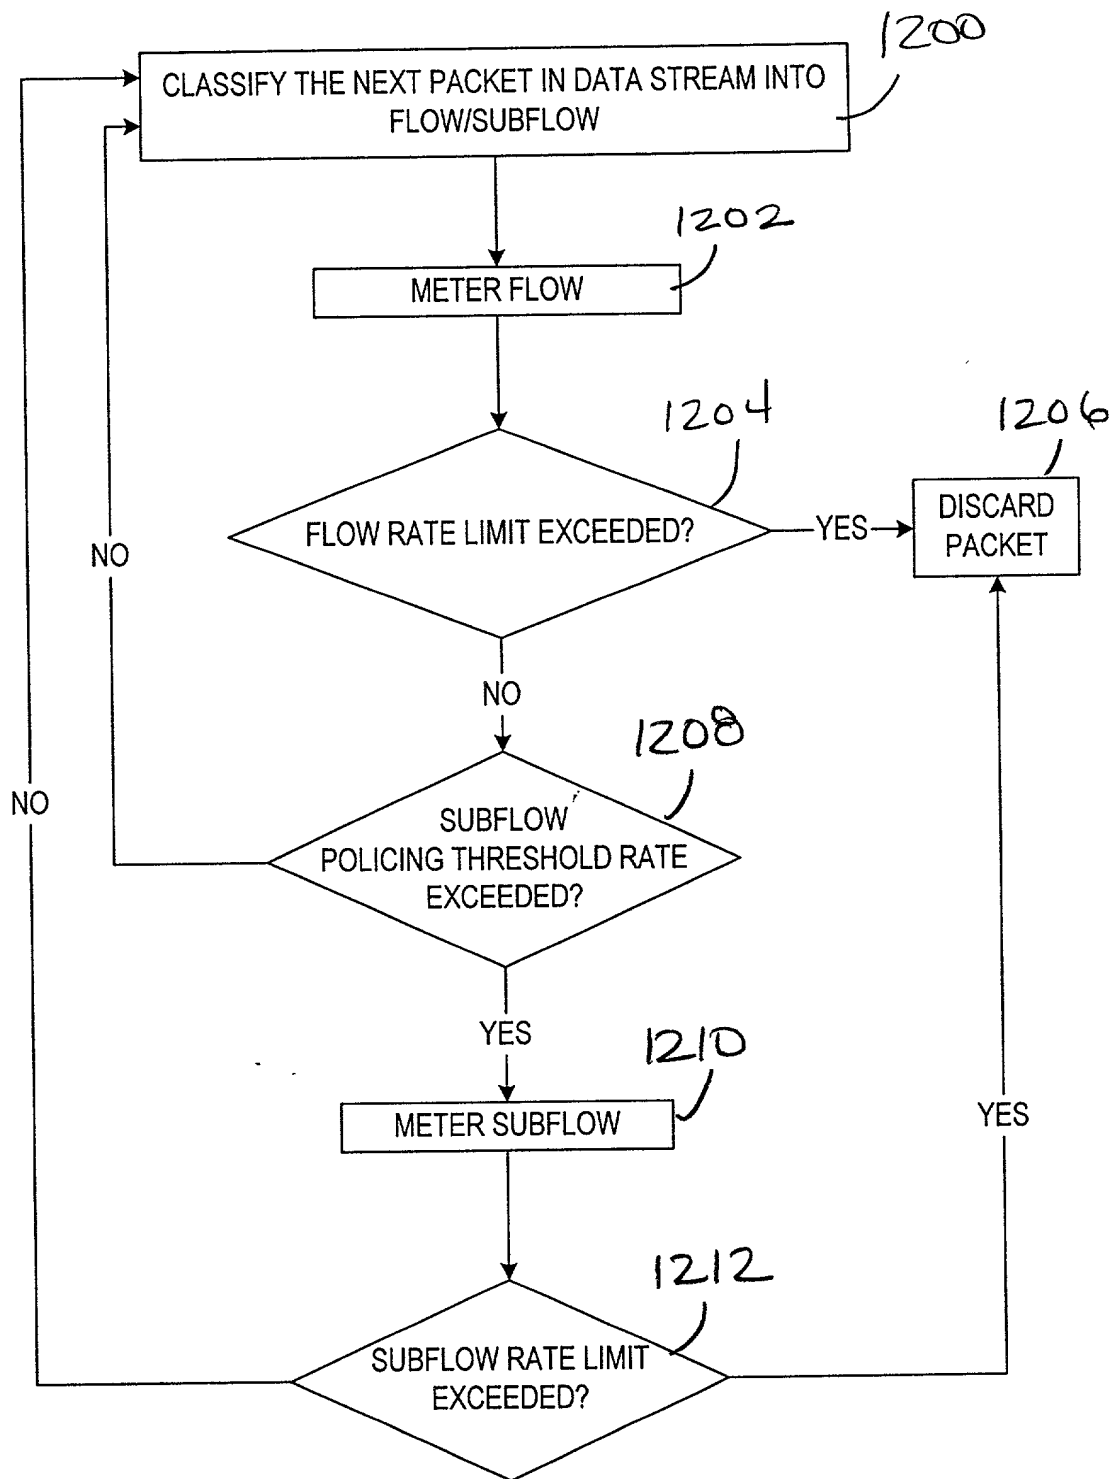 1200
CLASSIFY THE NEXT PACKET IN DATA STREAM INTO
FLOW/SUBFLOW
1202
METER FLOW
1204
1206
FLOW RATE LIMIT EXCEEDED?
YES
DISCARD
PACKET
NO
NO
1208
SUBFLOW
POLICING THRESHOLD RATE
EXCEEDED?
NO
YES
1210
METER SUBFLOW
YES
1212
SUBFLOW RATE LIMIT
EXCEEDED?